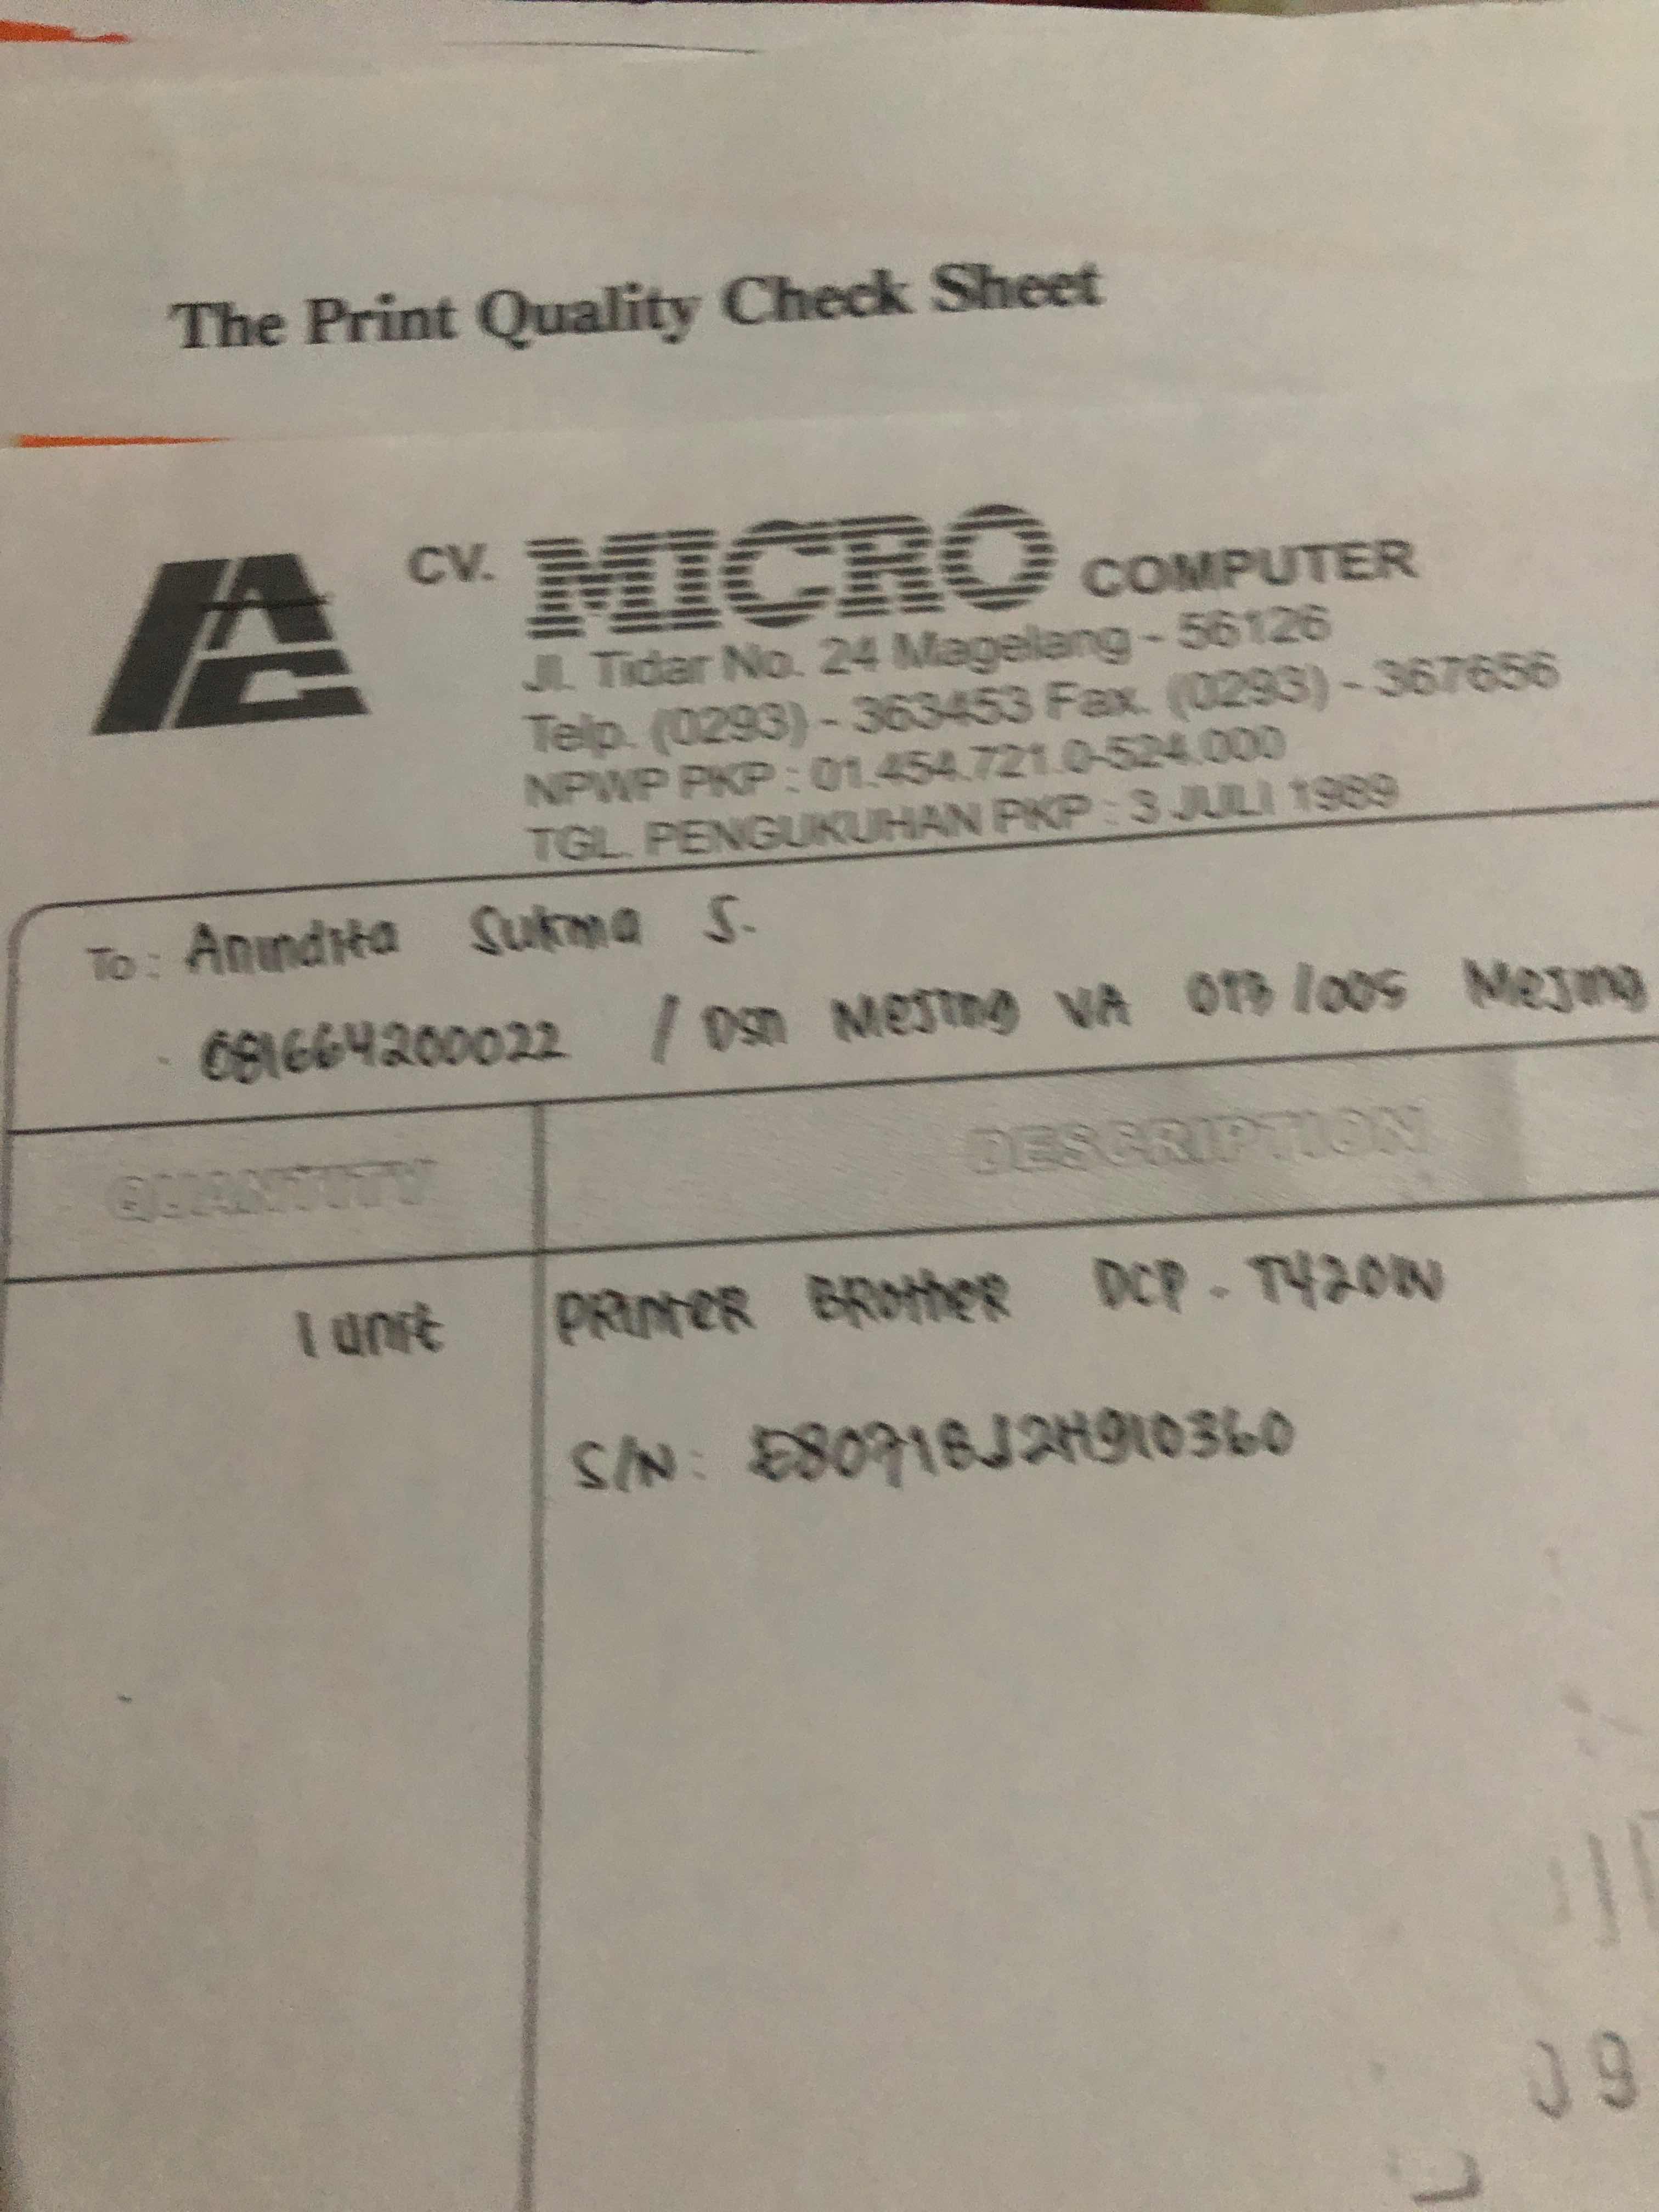 The Print Quality Check Sheet
CV. MICRO COMPUTER
Jl. Tidar No. 24 Magelang - 56126
Telp. (0293) - 363453 Fax. (0293) - 367656
NPWP PKP : 01.454.721.0-524.000
TGL. PENGUKUHAN PKP : 3 JULI 1989
To : Anindita Sukma S.
081664200022 / Dsn Mesing Mesing
QUANTITY DESCRIPTION
1 unit PRINTER BROTHER DCP - T420W
S/N : E80718J2H910360